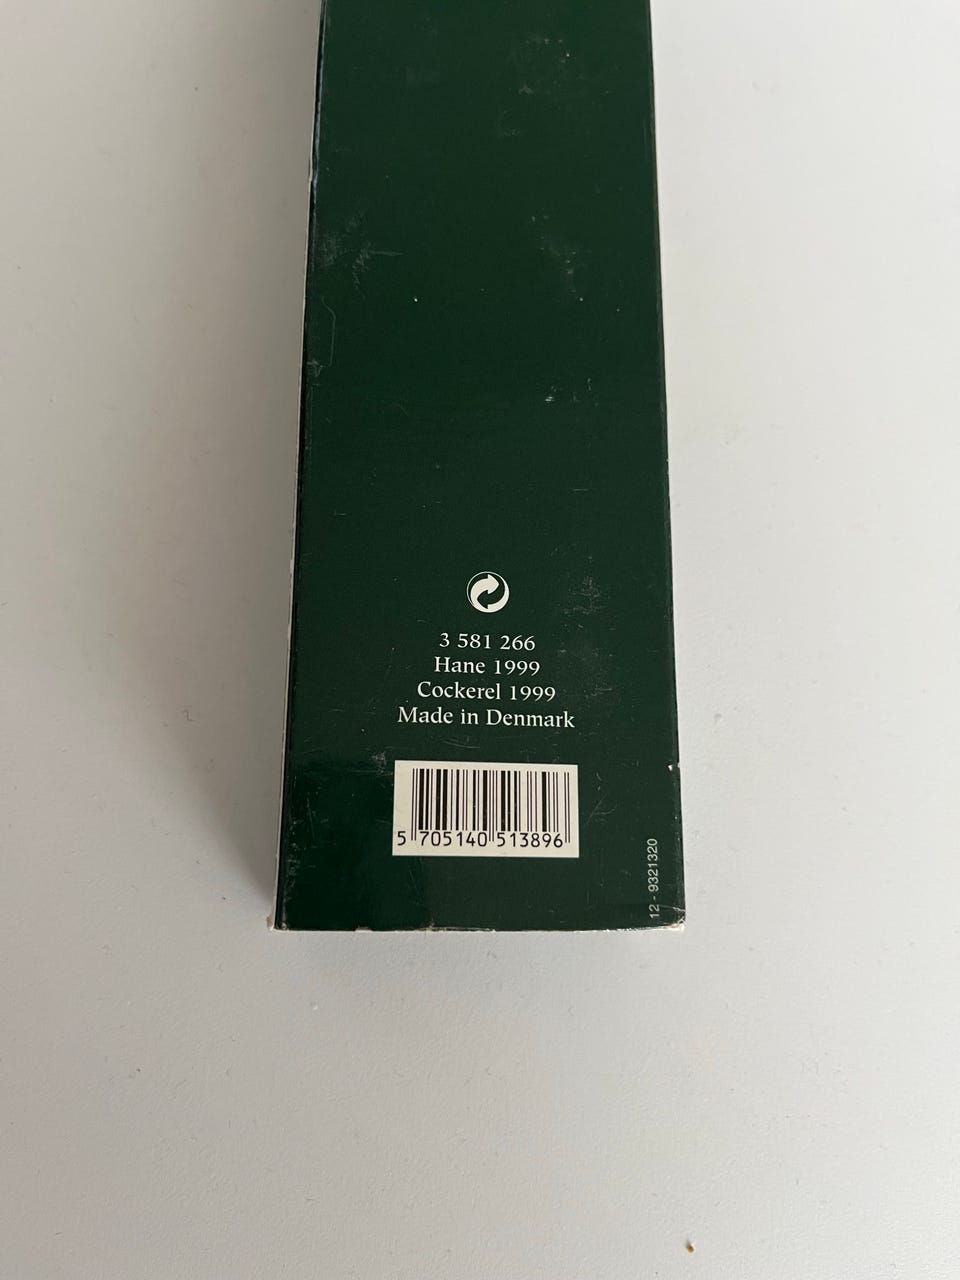 3 581 266
Hane 1999
Cockerel 1999
Made in Denmark
5 705140 513896
12 - 9321320